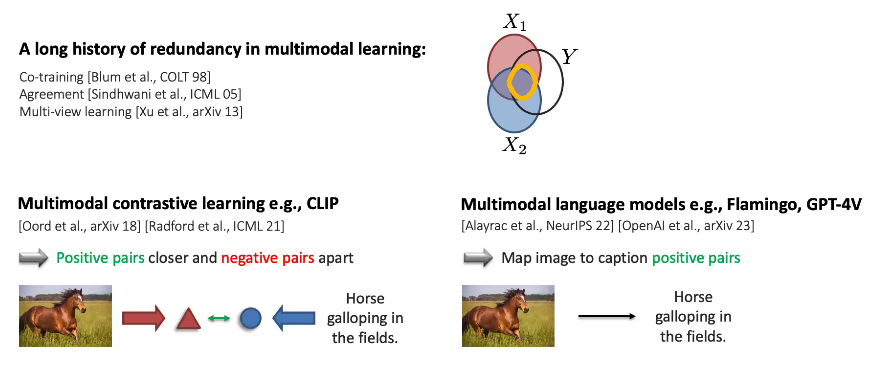 A long history of redundancy in multimodal learning:
Co-training [Blum et al., COLT 98]
Agreement [Sindhwani et al., ICML 05]
Multi-view learning [Xu et al., arXiv 13]
X₁
Y
X₂
Multimodal contrastive learning e.g., CLIP
[Oord et al., arXiv 18] [Radford et al., ICML 21]
Positive pairs closer and negative pairs apart
Horse
galloping in
the fields.
Multimodal language models e.g., Flamingo, GPT-4V
[Alayrac et al., NeurIPS 22] [OpenAI et al., arXiv 23]
Map image to caption positive pairs
Horse
galloping in
the fields.